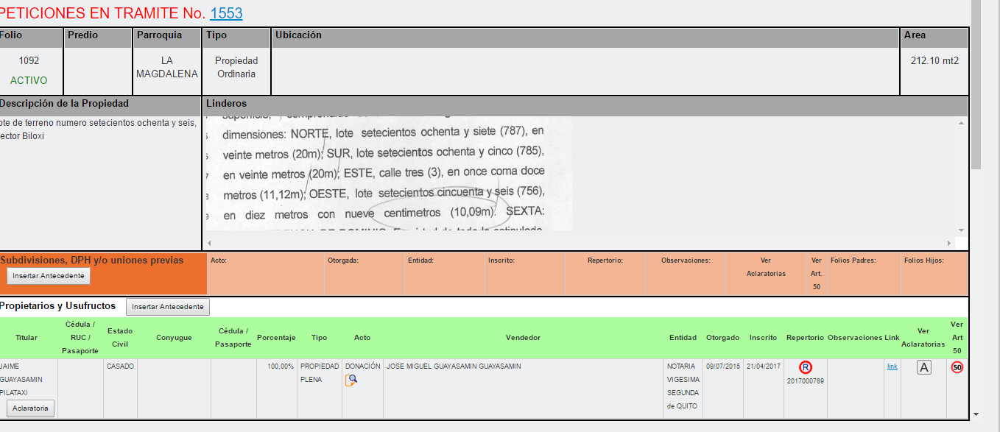 PETICIONES EN TRAMITE No. 1553
Folio Predio Parroquia Tipo Ubicación Area
1092 LA Propiedad 212.10 mt2
ACTIVO MAGDALENA Ordinaria
Descripción de la Propiedad Linderos
ote de terreno numero setecientos ochenta y seis,
ector Biloxi
dimensiones: NORTE, lote setecientos ochenta y siete (787), en
veinte metros (20m); SUR, lote setecientos ochenta y cinco (785),
en veinte metros (20m); ESTE, calle tres (3), en once coma doce
metros (11,12m); OESTE, lote setecientos cincuenta y seis (756),
en diez metros con nueve centimetros (10,09m). SEXTA:
Subdivisiones, DPH y/o uniones previas Acto: Otorgada: Entidad: Inscrito: Repertorio: Observaciones: Ver Aclaratorias Ver Art. 50 Folios Padres: Folios Hijos:
Insertar Antecedente
Propietarios y Usufructos Insertar Antecedente
Titular Cédula / RUC / Pasaporte Estado Civil Conyugue Cédula / Pasaporte Porcentaje Tipo Acto Vendedor Entidad Otorgado Inscrito Repertorio Observaciones Link Ver Aclaratorias Ver Art 50
JAIME CASADO 100,00% PROPIEDAD DONACIÓN JOSE MIGUEL GUAYASAMIN GUAYASAMIN NOTARIA 09/07/2015 21/04/2017 R link A 50
GUAYASAMIN PLENA VIGESIMA 2017000789
PILATAXI SEGUNDA
Aclaratoria de QUITO